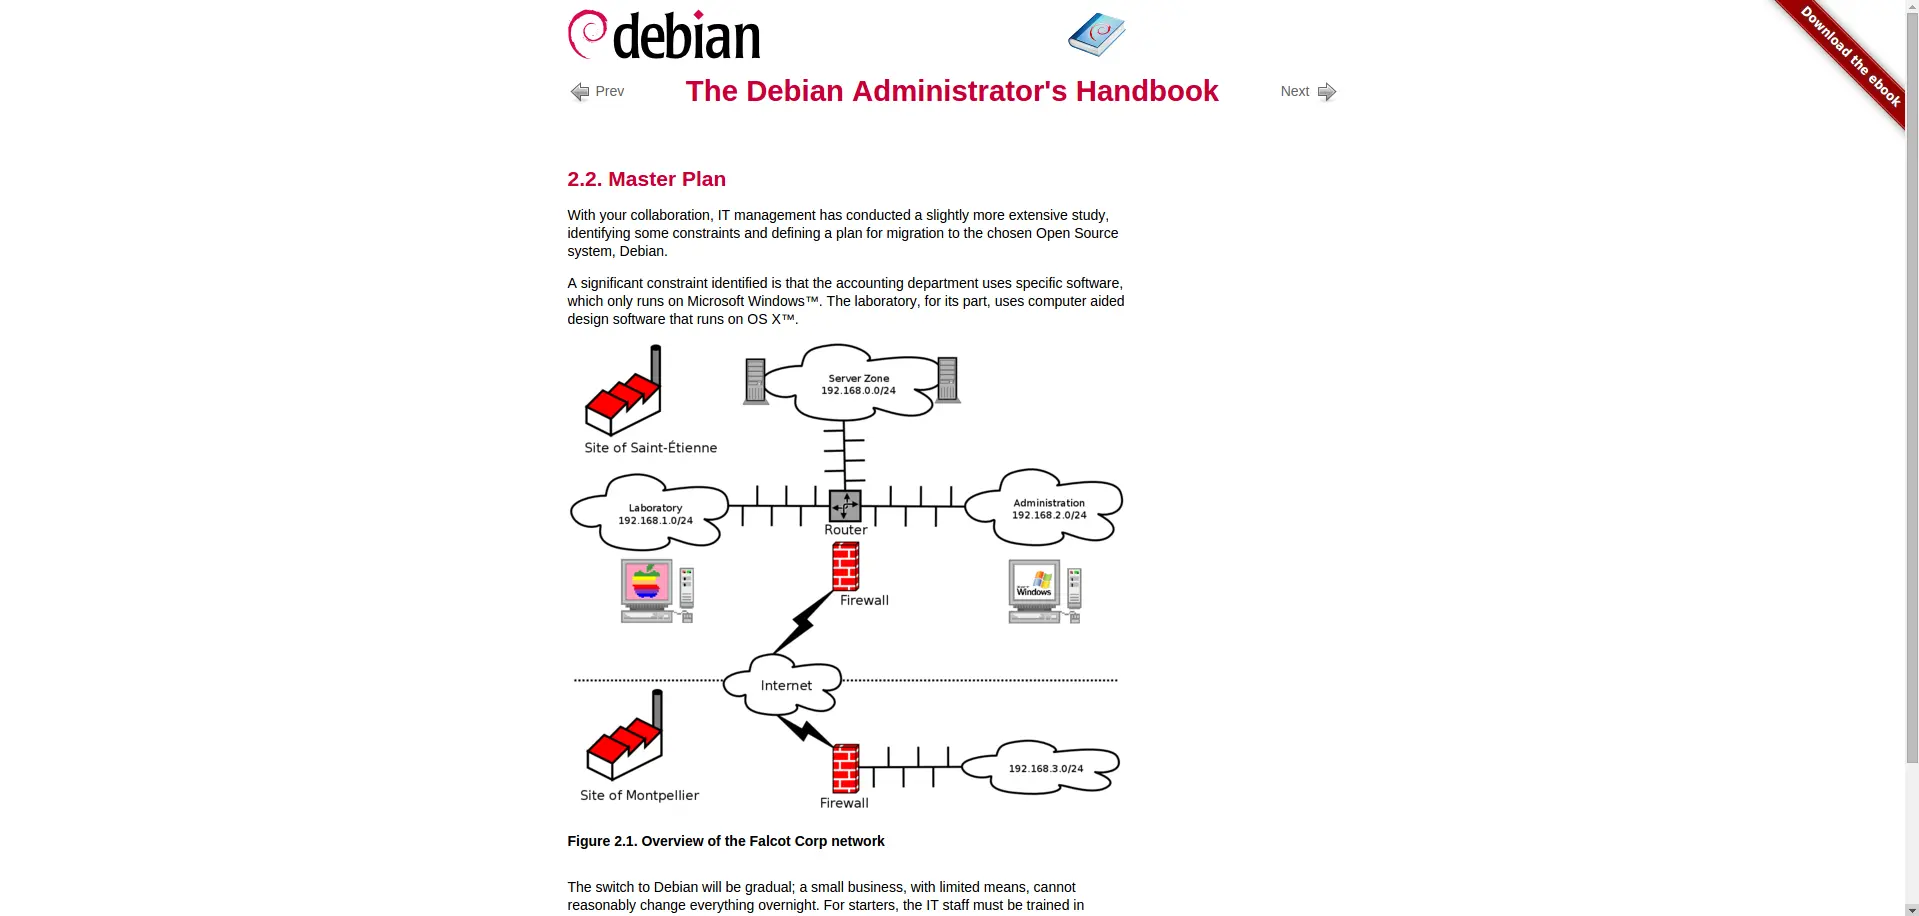 debian
Download the ebook
Prev
The Debian Administrator's Handbook
Next
2.2. Master Plan
With your collaboration, IT management has conducted a slightly more extensive study,
identifying some constraints and defining a plan for migration to the chosen Open Source
system, Debian.
A significant constraint identified is that the accounting department uses specific software,
which only runs on Microsoft Windows™. The laboratory, for its part, uses computer aided
design software that runs on OS X™.
Server Zone
192.168.0.0/24
Site of Saint-Étienne
Laboratory
192.168.1.0/24
Administration
192.168.2.0/24
Router
Windows
Firewall
Internet
192.168.3.0/24
Site of Montpellier
Firewall
Figure 2.1. Overview of the Falcot Corp network
The switch to Debian will be gradual; a small business, with limited means, cannot
reasonably change everything overnight. For starters, the IT staff must be trained in